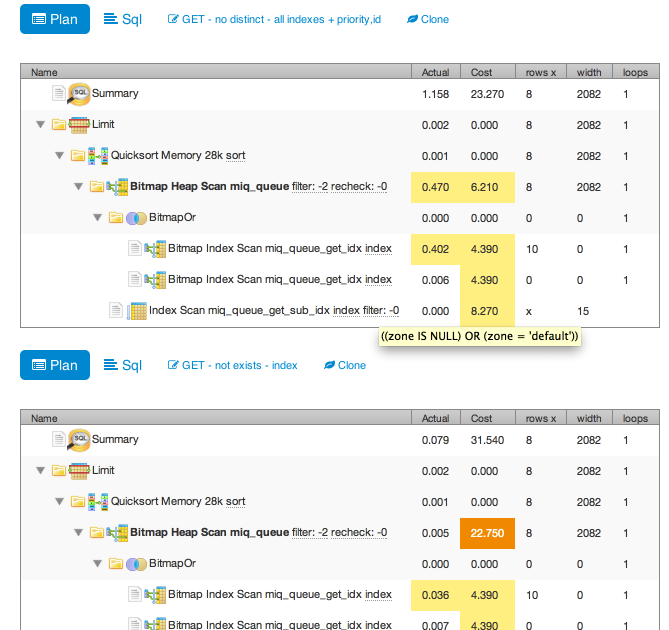 Plan Sql GET - no distinct - all indexes + priority,id Clone
Name Actual Cost rows x width loops
SQL Summary 1.158 23.270 8 2082 1
Limit 0.002 0.000 8 2082 1
Quicksort Memory 28k sort 0.001 0.000 8 2082 1
Bitmap Heap Scan miq_queue filter: -2 recheck: -0 0.470 6.210 8 2082 1
BitmapOr 0.000 0.000 0 0 1
Bitmap Index Scan miq_queue_get_idx index 0.402 4.390 10 0 1
Bitmap Index Scan miq_queue_get_idx index 0.006 4.390 0 0 1
Index Scan miq_queue_get_sub_idx index filter: -0 0.000 8.270 x 15
((zone IS NULL) OR (zone = 'default'))
Plan Sql GET - not exists - index Clone
Name Actual Cost rows x width loops
SQL Summary 0.079 31.540 8 2082 1
Limit 0.002 0.000 8 2082 1
Quicksort Memory 28k sort 0.001 0.000 8 2082 1
Bitmap Heap Scan miq_queue filter: -2 recheck: -0 0.005 22.750 8 2082 1
BitmapOr 0.000 0.000 0 0 1
Bitmap Index Scan miq_queue_get_idx index 0.036 4.390 10 0 1
Bitmap Index Scan miq_queue_get_idx index 0.007 4.390 0 0 1